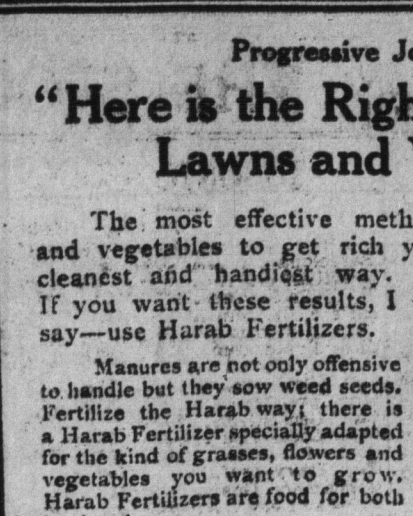 Progressive J
"Here is the Righ
Lawns and
The most effective meth
and vegetables to get rich y
cleanest and handiest way.
If you want these results, I
say—use Harab Fertilizers.
Manures are not only offensive
to handle but they sow weed seeds.
Fertilize the Harab way; there is
a Harab Fertilizer specially adapted
for the kind of grasses, flowers and
vegetables you want to grow.
Harab Fertilizers are food for both